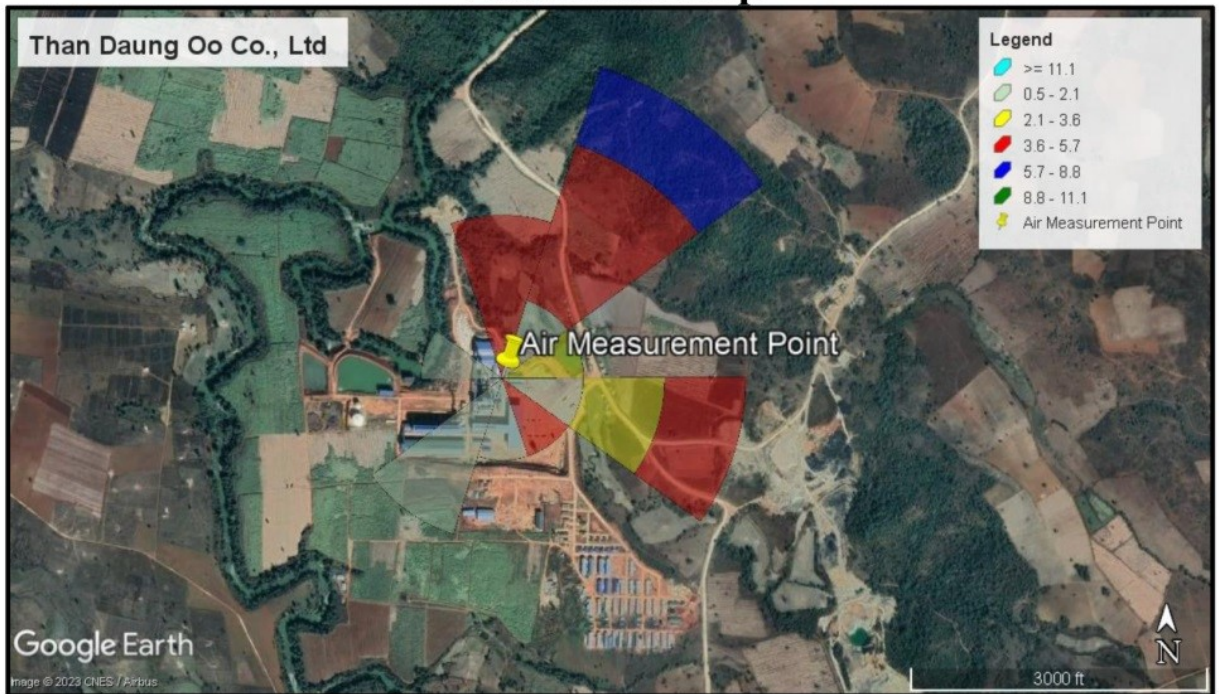 Than Daung Oo Co., Ltd
Legend
>= 11.1
0.5 - 2.1
2.1 - 3.6
3.6 - 5.7
5.7 - 8.8
8.8 - 11.1
Air Measurement Point
Air Measurement Point
N
Google Earth
Image © 2023 CNES / Airbus
3000 ft